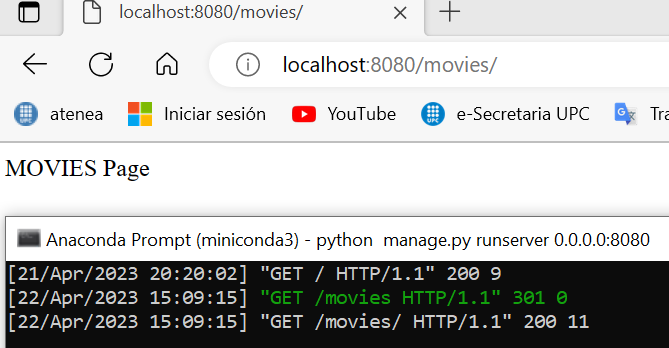 localhost:8080/movies/
localhost:8080/movies/
UPC atenea Iniciar sesión YouTube UPC e-Secretaria UPC G Tra
MOVIES Page
Anaconda Prompt (miniconda3) - python  manage.py runserver 0.0.0.0:8080
[21/Apr/2023 20:20:02] "GET / HTTP/1.1" 200 9
[22/Apr/2023 15:09:15] "GET /movies HTTP/1.1" 301 0
[22/Apr/2023 15:09:15] "GET /movies/ HTTP/1.1" 200 11